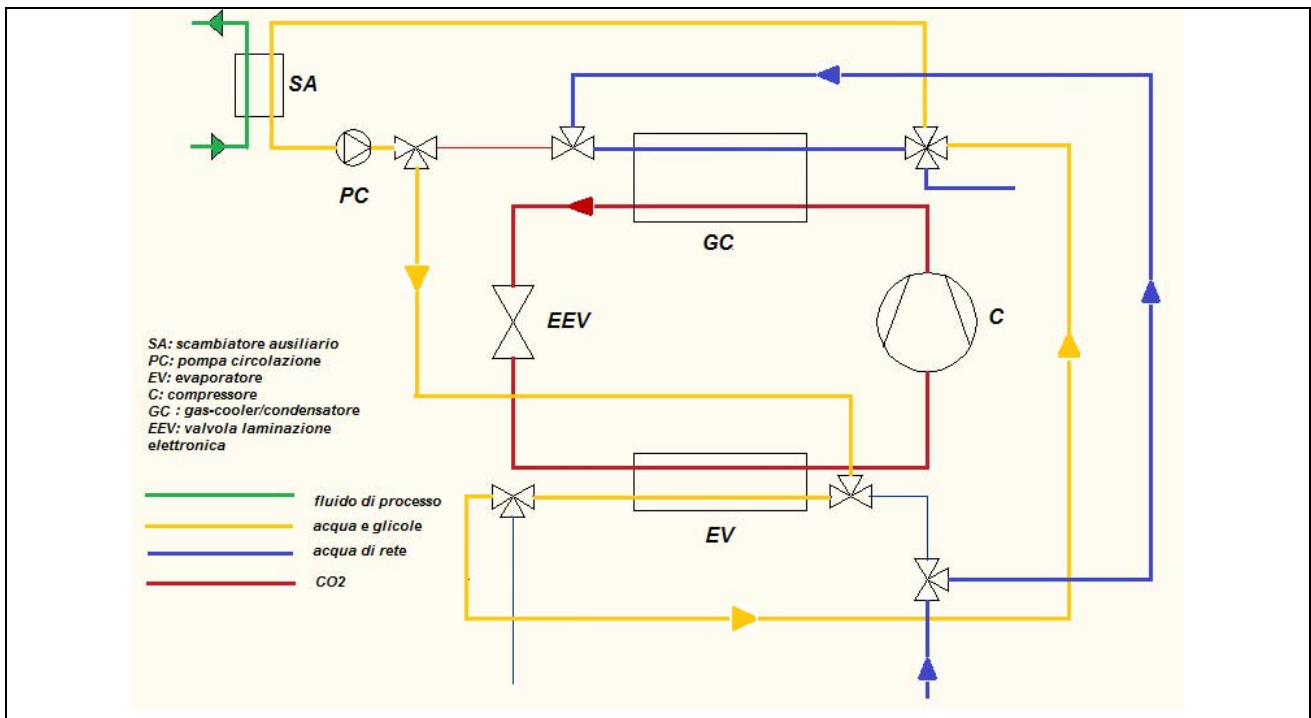 SA
PC
GC
EEV
C
SA: scambiatore ausiliario
PC: pompa circolazione
EV: evaporatore
C: compressore
GC : gas-cooler/condensatore
EEV: valvola laminazione
elettronica
EV
fluido di processo
acqua e glicole
acqua di rete
CO2